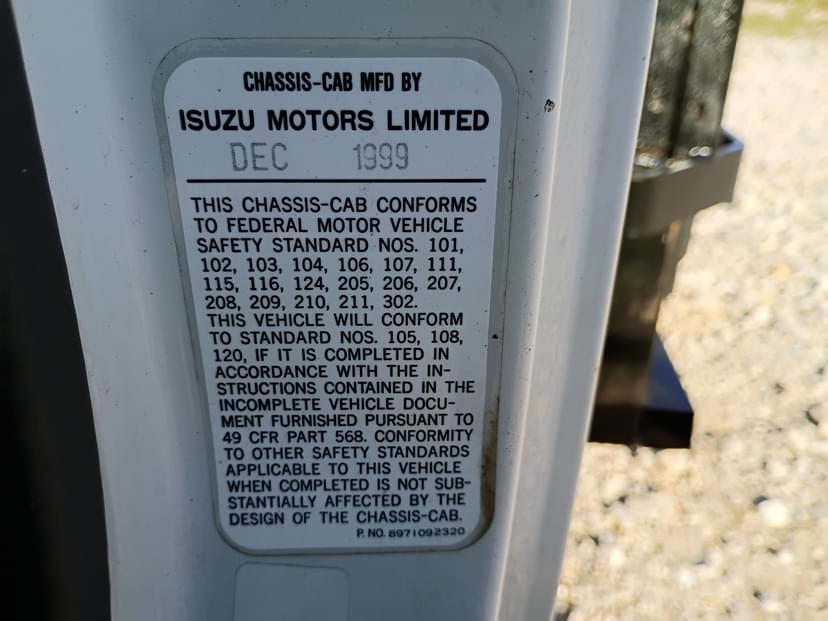 CHASSIS-CAB MFD BY
ISUZU MOTORS LIMITED
DEC 1999
THIS CHASSIS-CAB CONFORMS
TO FEDERAL MOTOR VEHICLE
SAFETY STANDARD NOS. 101,
102, 103, 104, 106, 107, 111,
115, 116, 124, 205, 206, 207,
208, 209, 210, 211, 302.
THIS VEHICLE WILL CONFORM
TO STANDARD NOS. 105, 108,
120, IF IT IS COMPLETED IN
ACCORDANCE WITH THE IN-
STRUCTIONS CONTAINED IN THE
INCOMPLETE VEHICLE DOCU-
MENT FURNISHED PURSUANT TO
49 CFR PART 568. CONFORMITY
TO OTHER SAFETY STANDARDS
APPLICABLE TO THIS VEHICLE
WHEN COMPLETED IS NOT SUB-
STANTIALLY AFFECTED BY THE
DESIGN OF THE CHASSIS-CAB.
P. NO. 8971092320